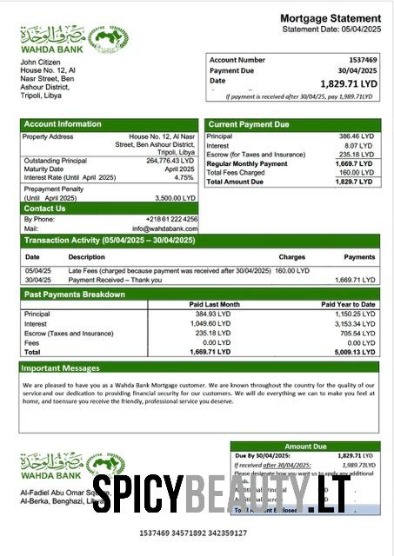 Mortgage Statement
Statement Date: 05/04/2025
مصرف الوحدة
WAHDA BANK
John Citizen
House No. 12, Al
Nasr Street, Ben
Ashour District,
Tripoli, Libya
Account Number 1537469
Payment Due 30/04/2025
Date 1,829.71 LYD
If payment is received after 30/04/25, pay 1,989.71LYD
Account Information
Property Address House No. 12, Al Nasr
Street, Ben Ashour District,
Tripoli, Libya
Outstanding Principal 264,776.43 LYD
Maturity Date April 2025
Interest Rate (Until April 2025) 4.75%
Prepayment Penalty
(Until April 2025) 3,500.00 LYD
Contact Us
By Phone: +218 61 222 4256
Mail: info@wahdabank.com
Current Payment Due
Principal 386.46 LYD
Interest 8.07 LYD
Escrow (for Taxes and Insurance) 235.18 LYD
Regular Monthly Payment 1,669.7 LYD
Total Fees Charged 160.00 LYD
Total Amount Due 1,829.7 LYD
Transaction Activity (05/04/2025 – 30/04/2025)
Date Description Charges Payments
05/04/25 Late Fees (charged because payment was received after 30/04/2025) 160.00 LYD
30/04/25 Payment Received – Thank you 1,669.71 LYD
Past Payments Breakdown
Paid Last Month Paid Year to Date
Principal 384.93 LYD 1,150.25 LYD
Interest 1,049.60 LYD 3,153.34 LYD
Escrow (Taxes and Insurance) 235.18 LYD 705.54 LYD
Fees 0.00 LYD 0.00 LYD
Total 1,669.71 LYD 5,009.13 LYD
Important Messages
We are pleased to have you as a Wahda Bank Mortgage customer. We are known throughout the country for the quality of our
service and our dedication to providing financial security for our customers. We will do everything we can to make you feel at
home, and toensure you receive the friendly, professional service you deserve.
مصرف الوحدة
WAHDA BANK
Al-Fadiel Abu Omar
Al-Berka, Benghazi,
Amount Due
Due By 30/04/2025: 1,829.71 LYD
If received after 30/04/2025: 1,989.71LYD
Please designate how you want us to apply any additional
SPICYBEAUTY.LT
1537469 34571892 342359127